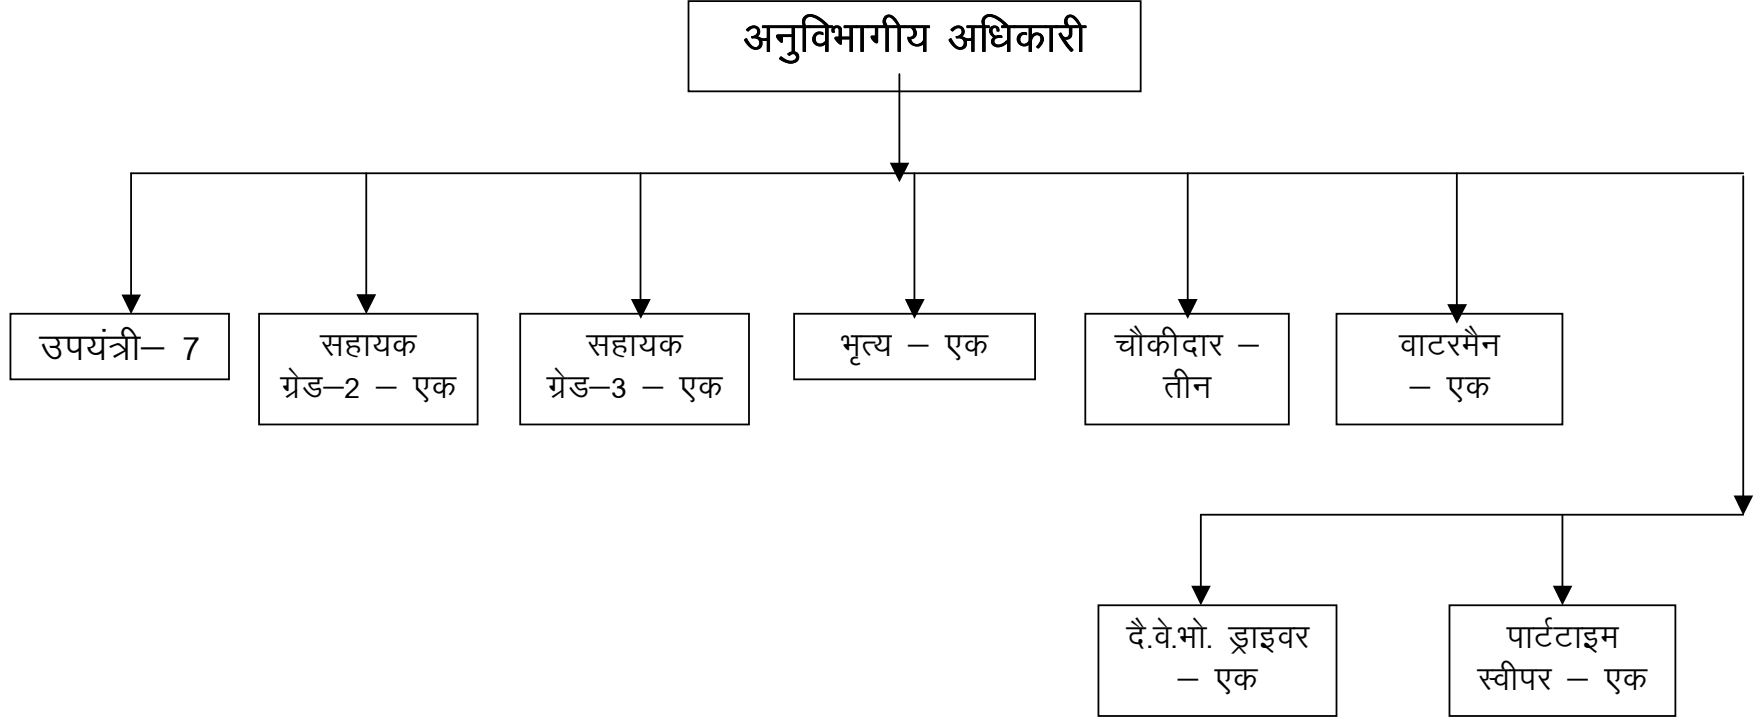 अनुविभागीय अधिकारी
उपयंत्री– 7
सहायक
ग्रेड–2 – एक
सहायक
ग्रेड–3 – एक
भृत्य – एक
चौकीदार –
तीन
वाटरमैन
– एक
दै.वे.भो. ड्राइवर
– एक
पार्टटाइम
स्वीपर – एक